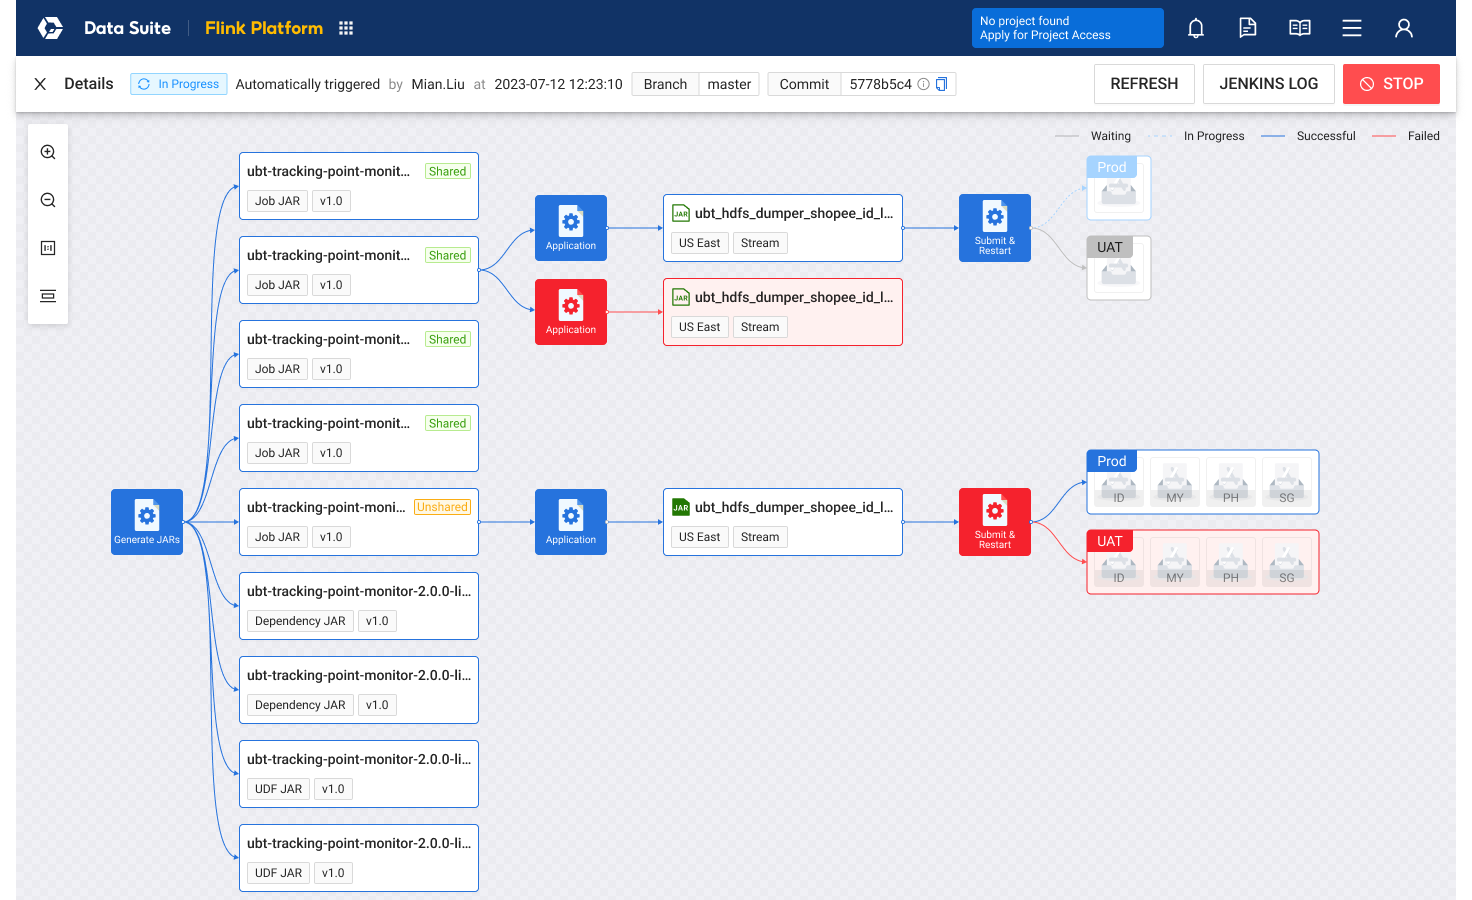 Data Suite
Flink Platform
No project found
Apply for Project Access
Details
In Progress
Automatically triggered by Mian.Liu at 2023-07-12 12:23:10
Branch master
Commit 5778b5c4
REFRESH
JENKINS LOG
STOP
Waiting
In Progress
Successful
Failed
ubt-tracking-point-monit...
Shared
Job JAR
v1.0
ubt-tracking-point-monit...
Shared
Job JAR
v1.0
ubt-tracking-point-monit...
Shared
Job JAR
v1.0
ubt-tracking-point-monit...
Shared
Job JAR
v1.0
ubt-tracking-point-moni...
Unshared
Job JAR
v1.0
ubt-tracking-point-monitor-2.0.0-li...
Dependency JAR
v1.0
ubt-tracking-point-monitor-2.0.0-li...
Dependency JAR
v1.0
ubt-tracking-point-monitor-2.0.0-li...
UDF JAR
v1.0
ubt-tracking-point-monitor-2.0.0-li...
UDF JAR
v1.0
Generate JARs
Application
JAR
ubt_hdfs_dumper_shopee_id_l...
US East
Stream
Submit &
Restart
Prod
UAT
Application
JAR
ubt_hdfs_dumper_shopee_id_l...
US East
Stream
Application
JAR
ubt_hdfs_dumper_shopee_id_l...
US East
Stream
Submit &
Restart
Prod
ID
MY
PH
SG
UAT
ID
MY
PH
SG